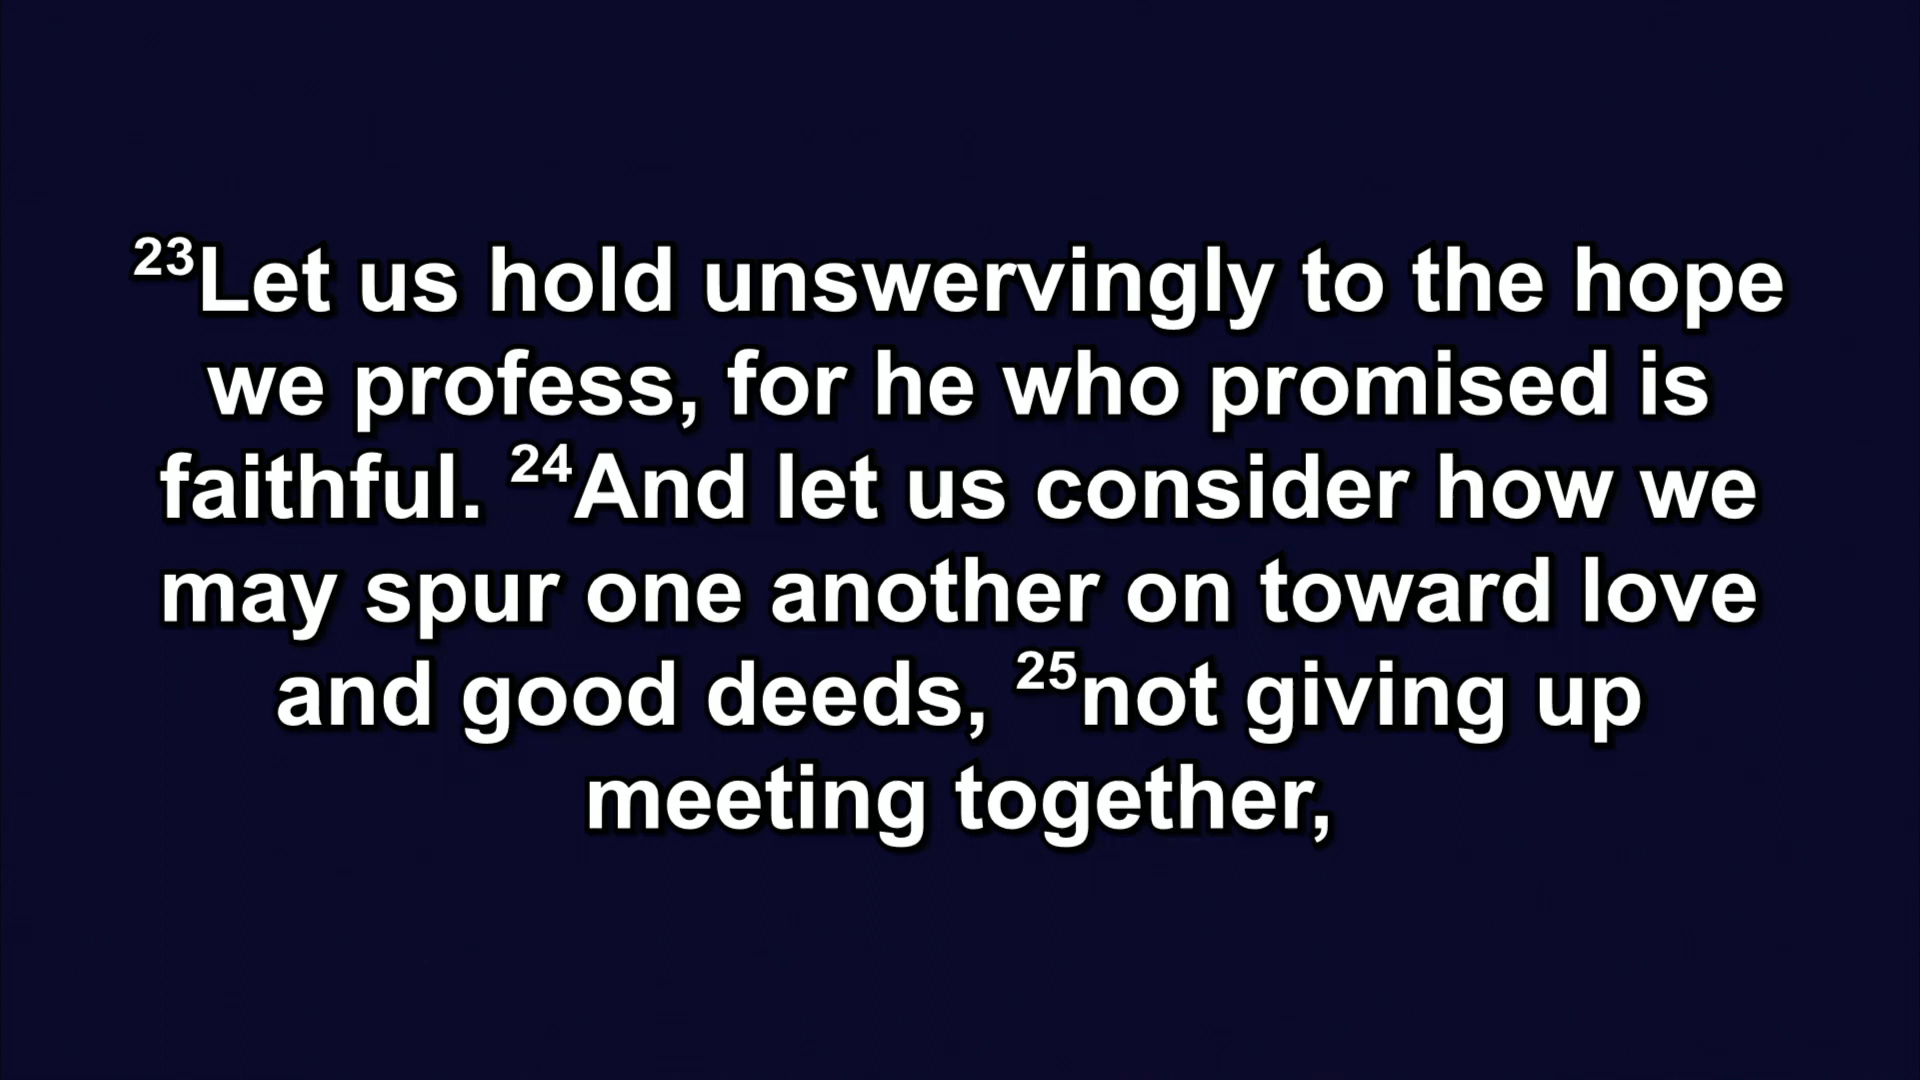 ²³Let us hold unswervingly to the hope
we profess, for he who promised is
faithful. ²⁴And let us consider how we
may spur one another on toward love
and good deeds, ²⁵not giving up
meeting together,